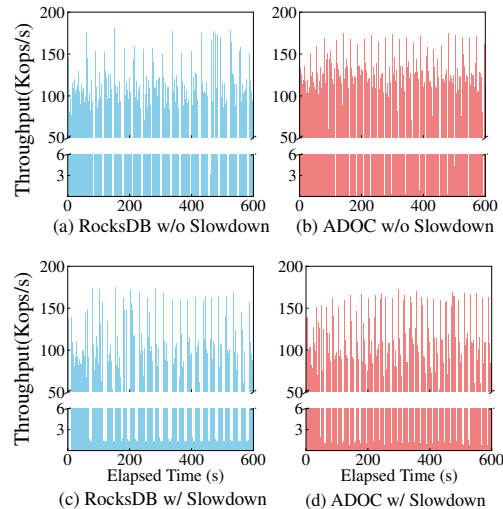 Throughput(Kops/s)
200
150
100
50
6
3
0 200 400 600
(a) RocksDB w/o Slowdown
200
150
100
50
6
3
0 200 400 600
(b) ADOC w/o Slowdown
Throughput(Kops/s)
200
150
100
50
6
3
0 200 400 600
Elapsed Time (s)
(c) RocksDB w/ Slowdown
200
150
100
50
6
3
0 200 400 600
Elapsed Time (s)
(d) ADOC w/ Slowdown